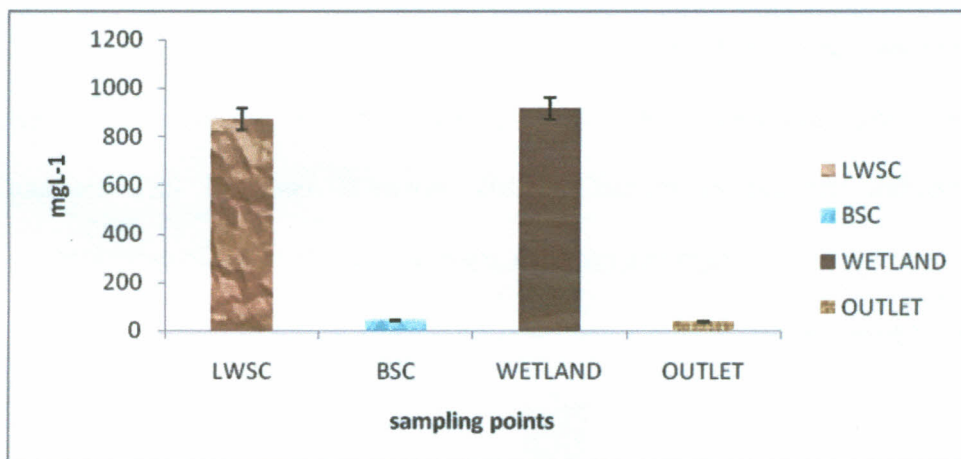 1200
1000
800
600
400
200
0
mgL-1
LWSC
BSC
WETLAND
OUTLET
sampling points
LWSC
BSC
WETLAND
OUTLET